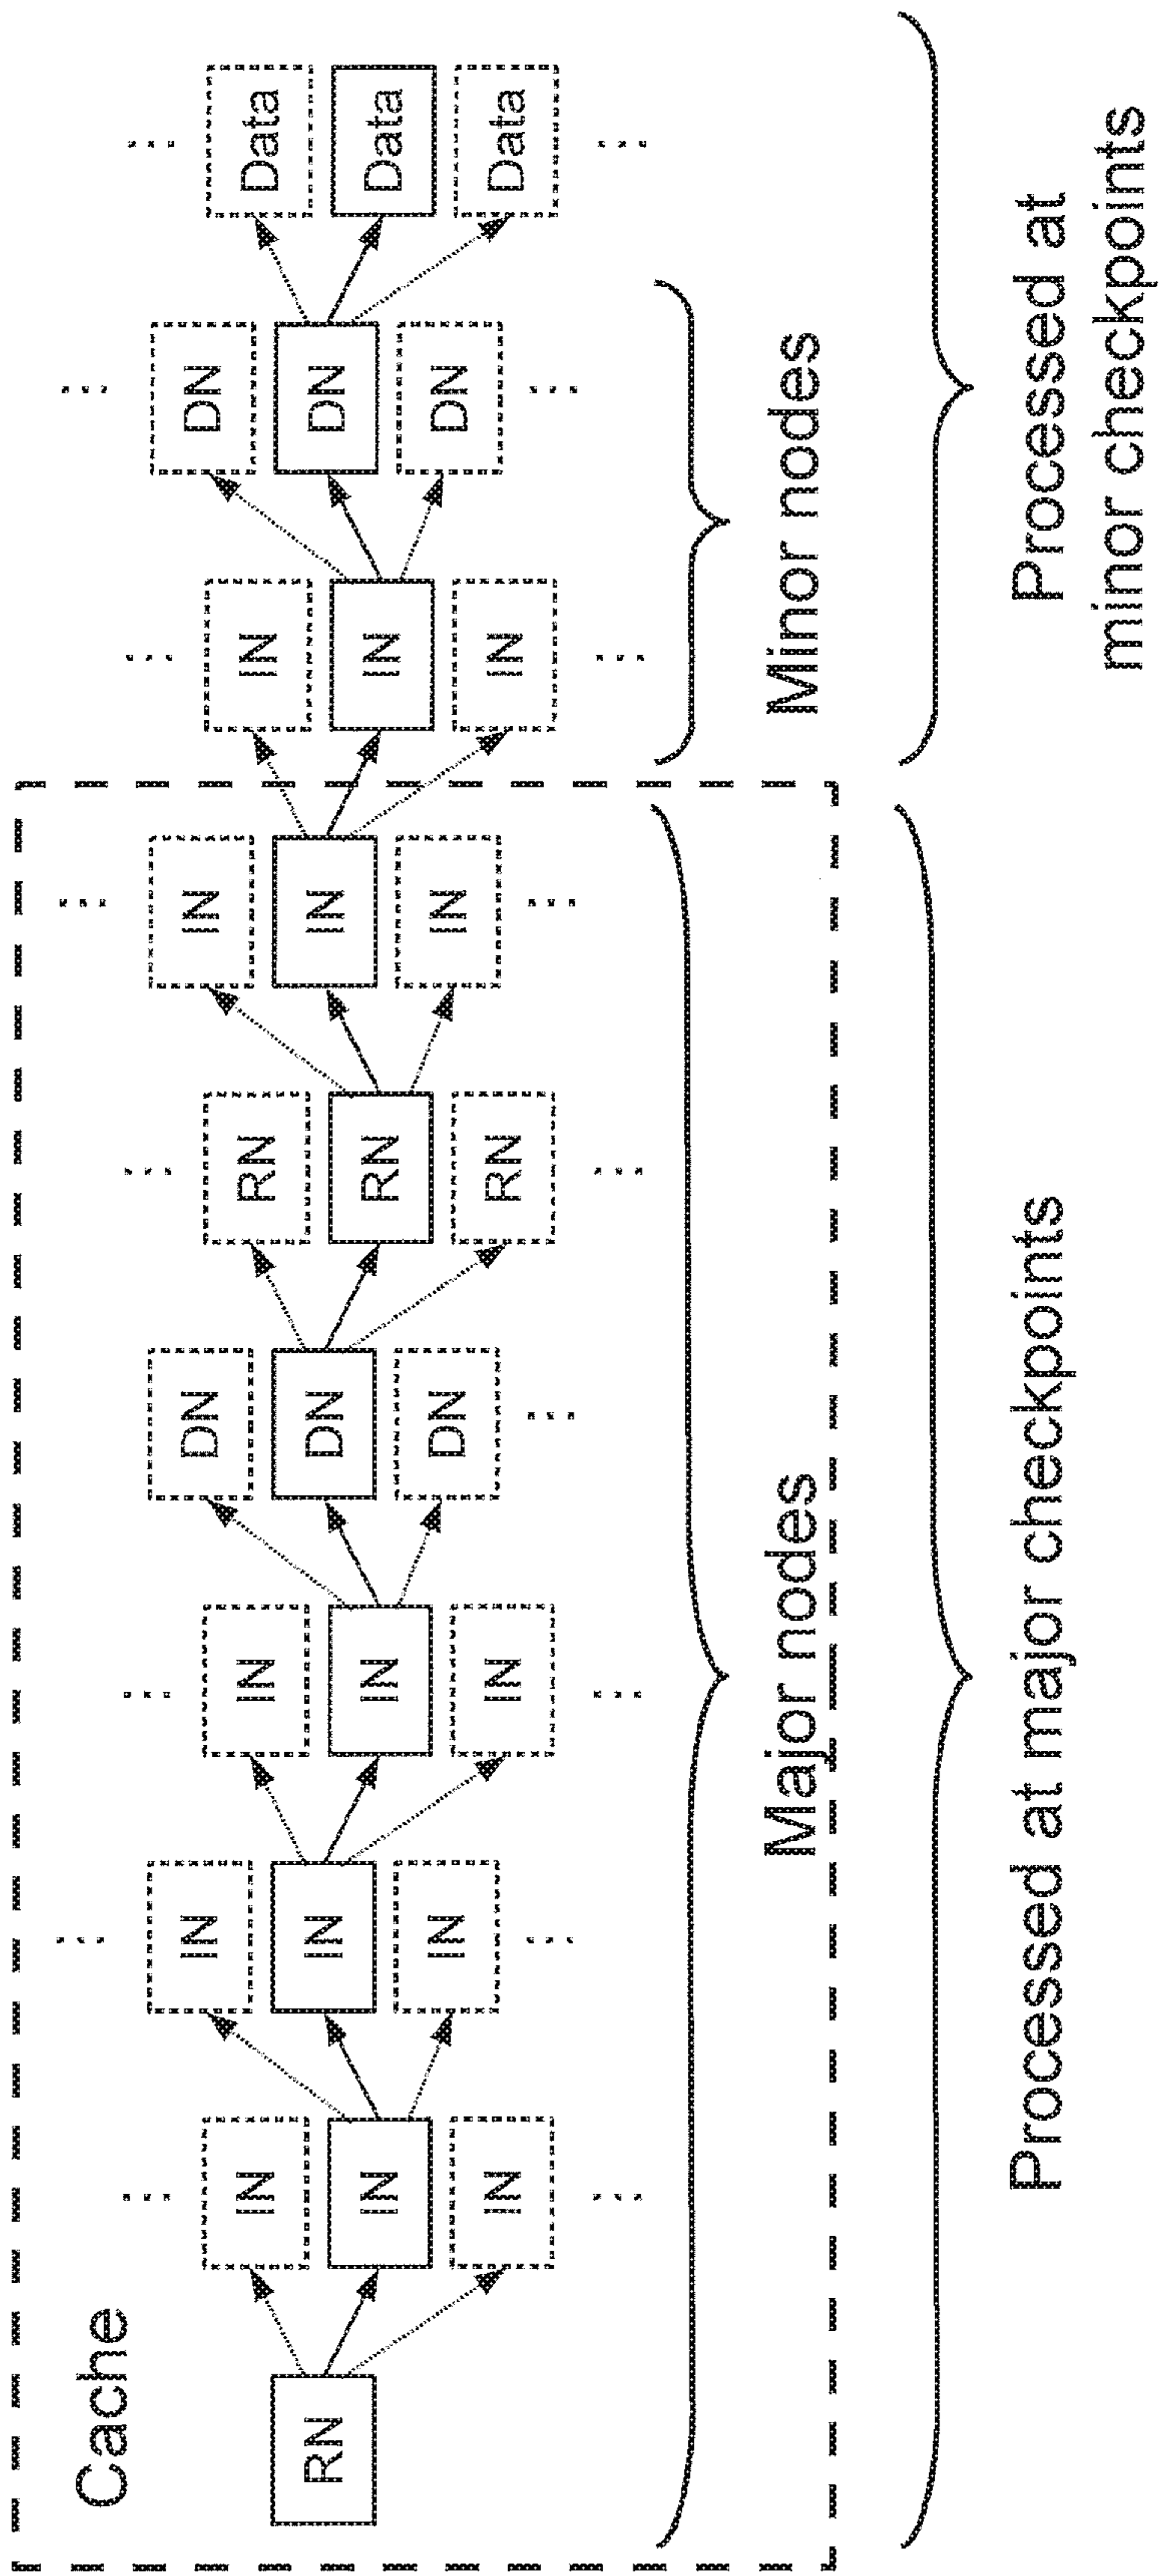 Cache
IN DN IN DN
IN IN RN IN Data
RN IN DN IN DN
IN IN RN IN Data
IN DN IN DN
IN IN RN IN Data
Major nodes
Minor nodes
Processed at major checkpoints
Processed at
minor checkpoints